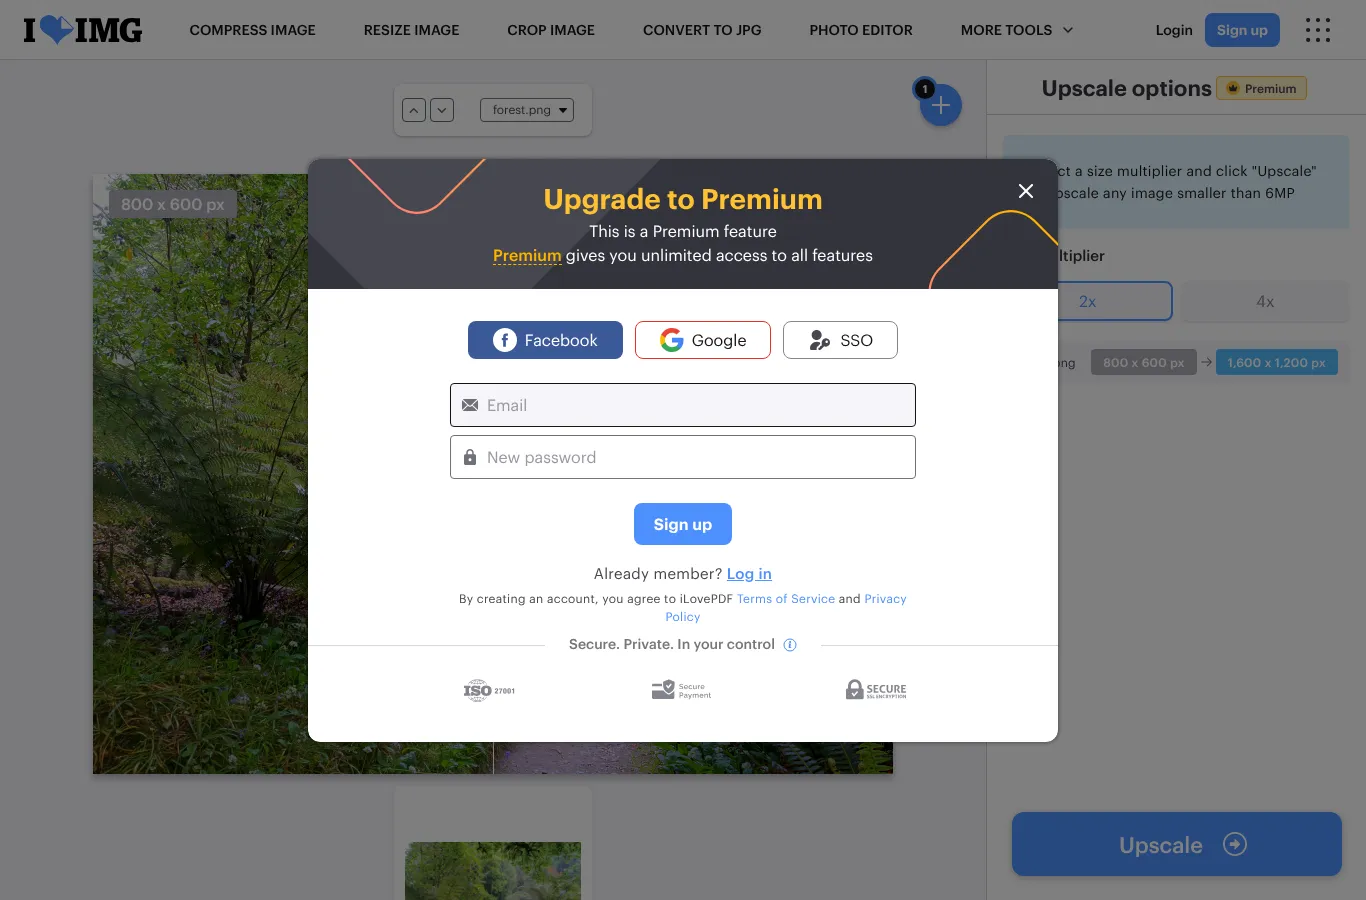 I IMG
COMPRESS IMAGE
RESIZE IMAGE
CROP IMAGE
CONVERT TO JPG
PHOTO EDITOR
MORE TOOLS
Login
Sign up
forest.png
1
Upscale options
Premium
800 x 600 px
ct a size multiplier and click "Upscale"
pscale any image smaller than 6MP
ltiplier
2x
4x
ong
800 x 600 px
1,600 x 1,200 px
Upgrade to Premium
This is a Premium feature
Premium gives you unlimited access to all features
Facebook
Google
SSO
Email
New password
Sign up
Already member? Log in
By creating an account, you agree to iLovePDF Terms of Service and Privacy
Policy
Secure. Private. In your control
ISO 27001
Secure
Payment
SECURE
SSL ENCRYPTION
Upscale